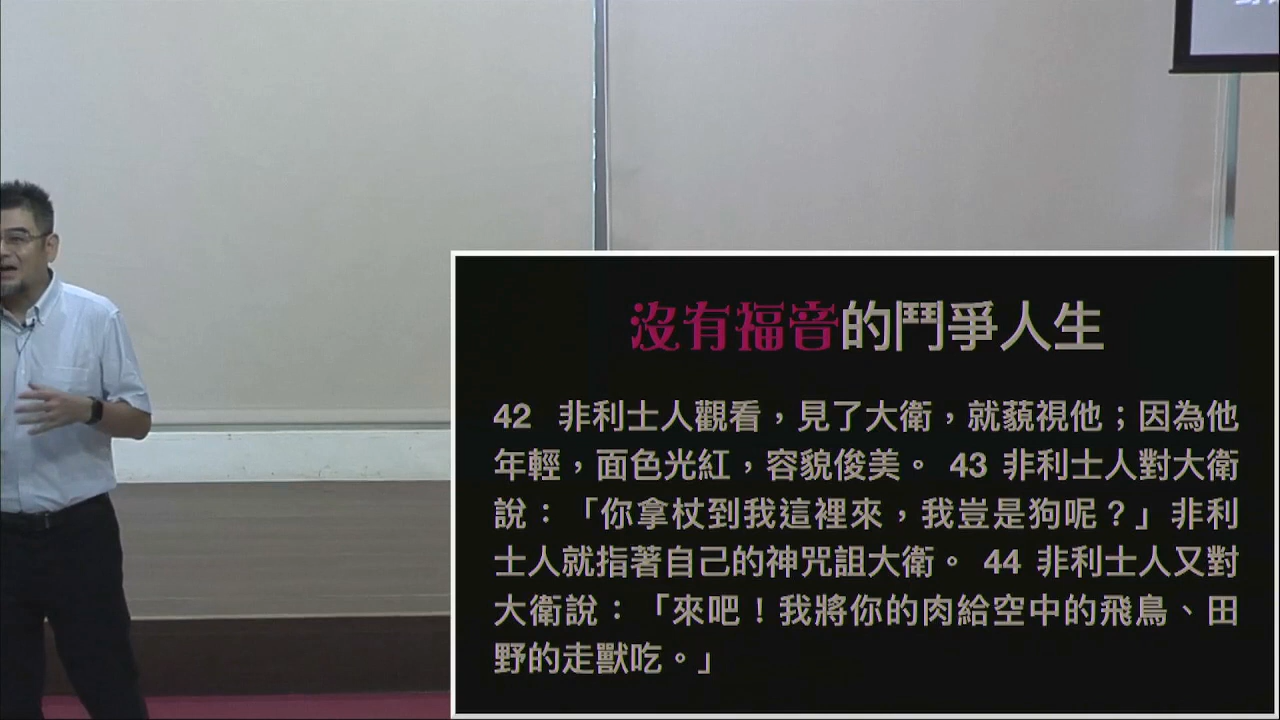 沒有福音的鬥爭人生
42 非利士人觀看，見了大衛，就藐視他；因為他
年輕，面色光紅，容貌俊美。 43 非利士人對大衛
說：「你拿杖到我這裡來，我豈是狗呢？」非利
士人就指著自己的神咒詛大衛。 44 非利士人又對
大衛說：「來吧！我將你的肉給空中的飛鳥、田
野的走獸吃。」